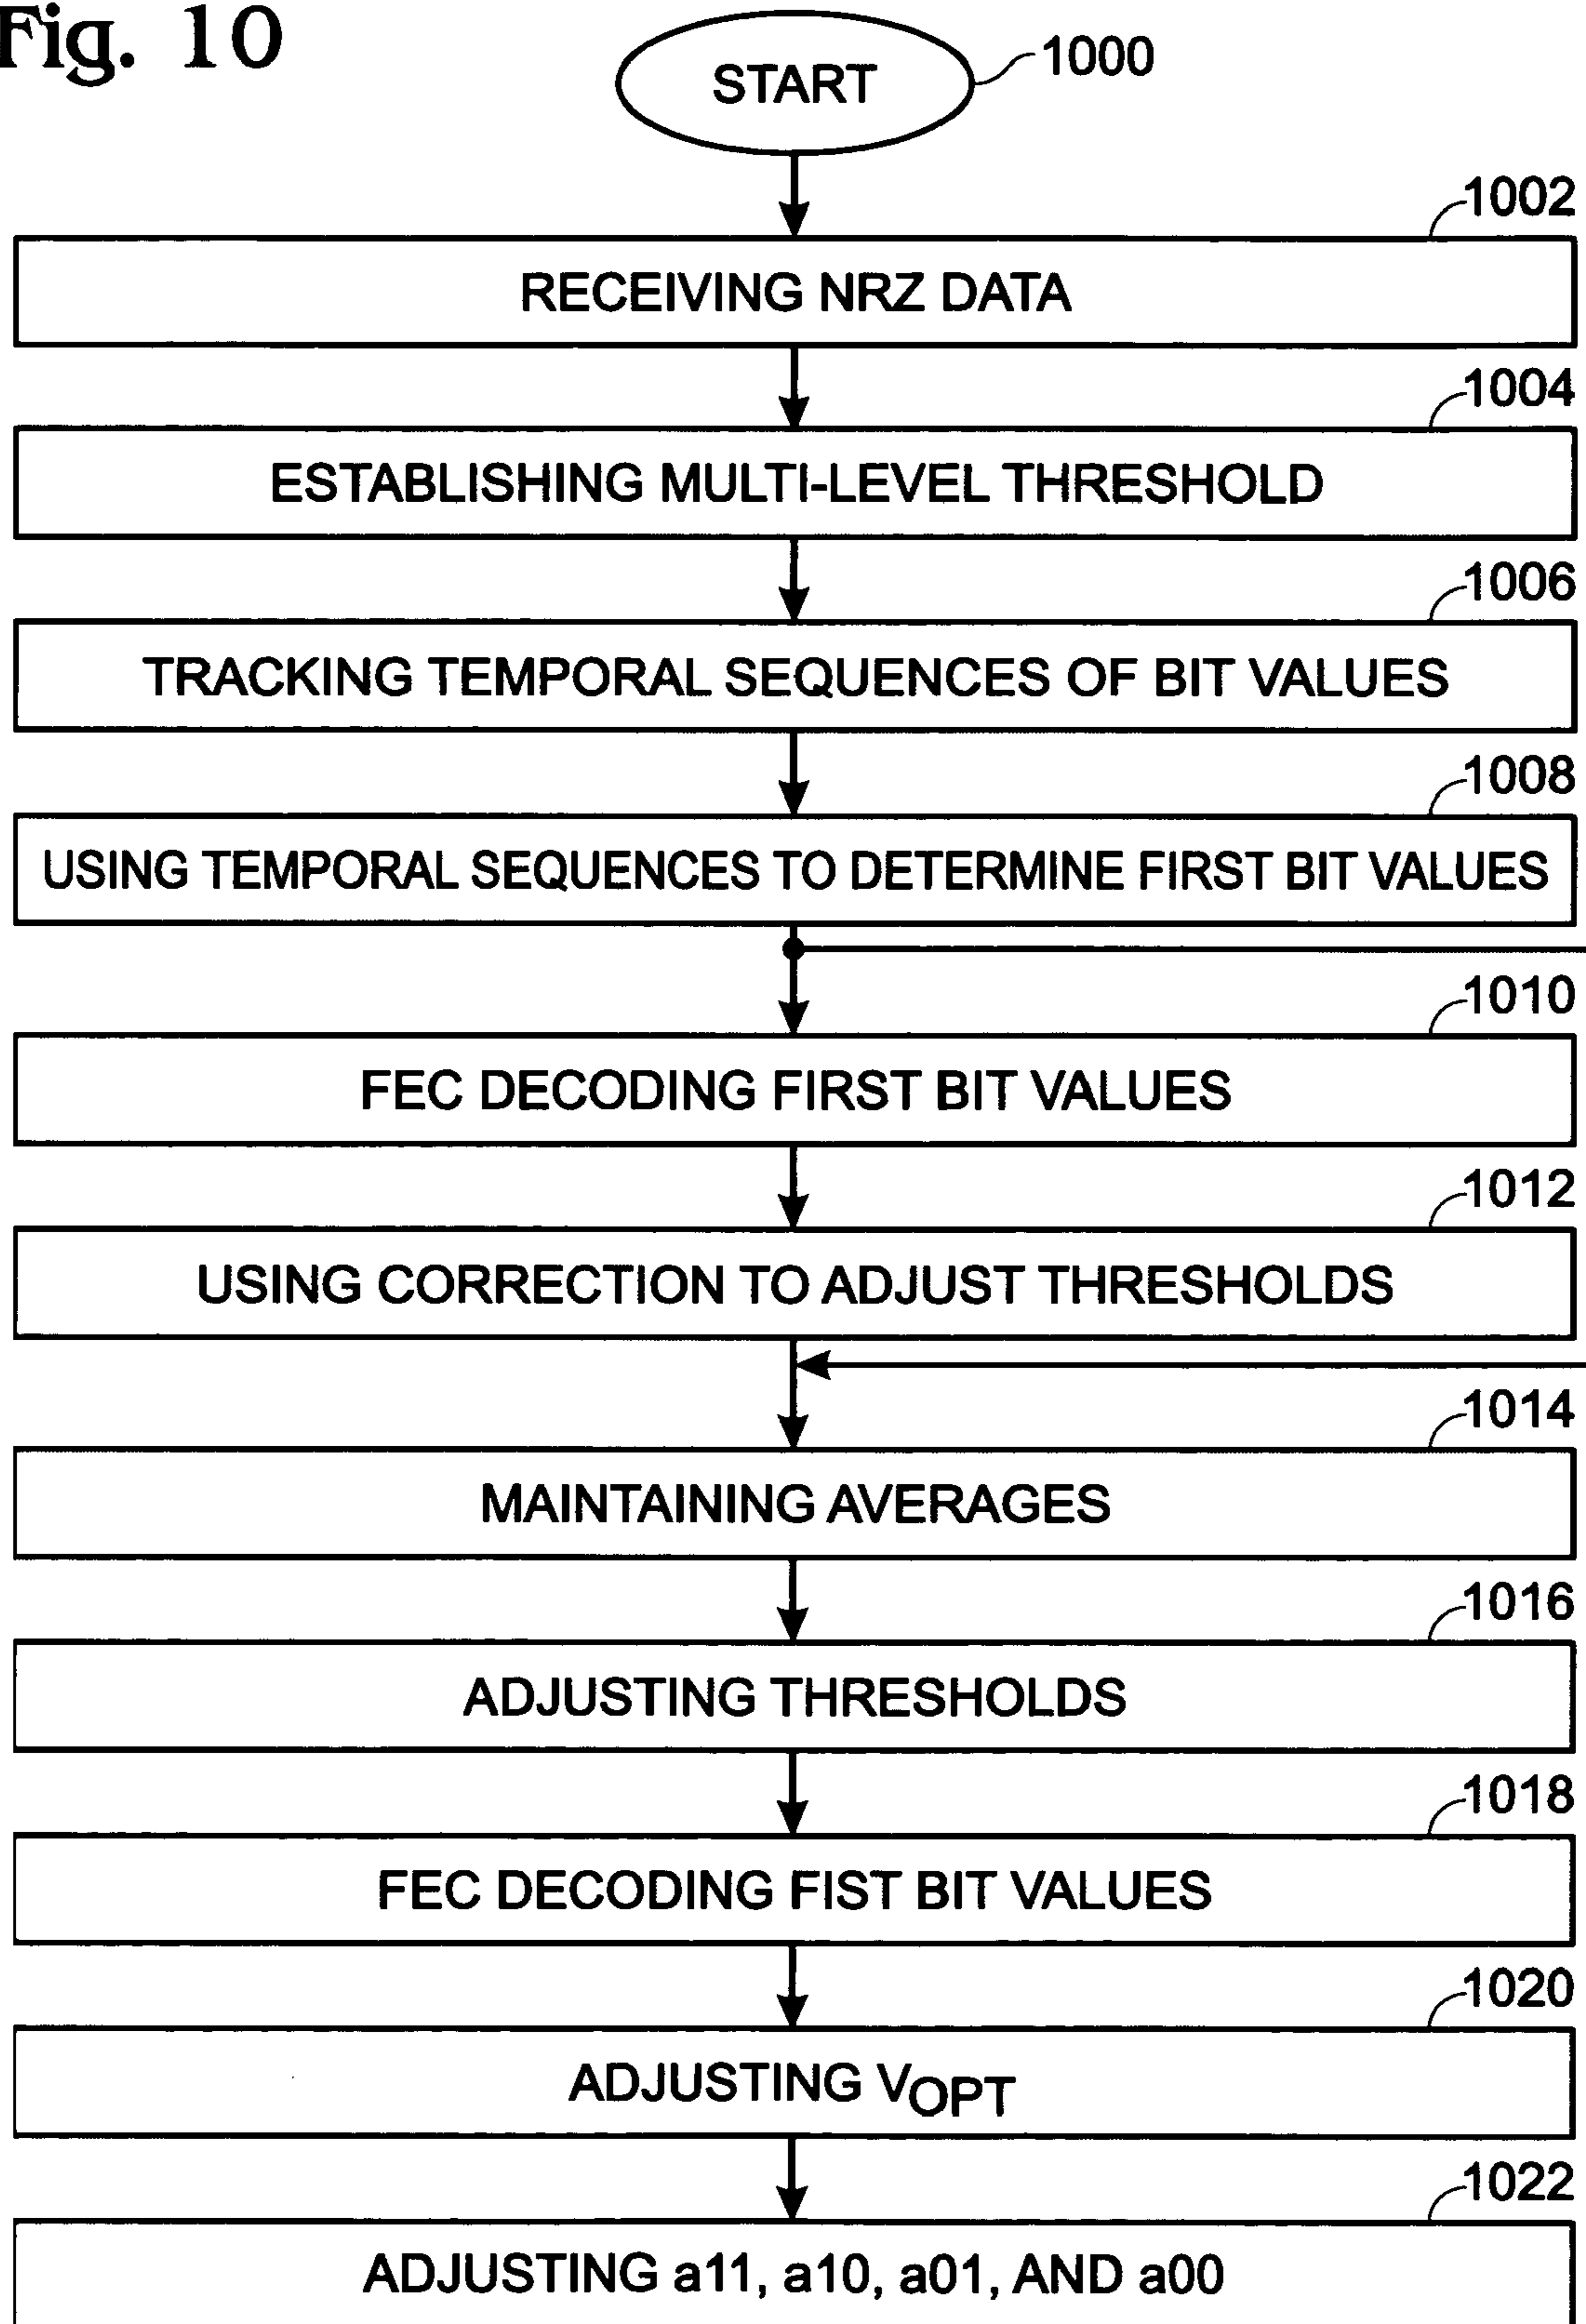 Fig. 10
START
1000
1002
RECEIVING NRZ DATA
1004
ESTABLISHING MULTI-LEVEL THRESHOLD
1006
TRACKING TEMPORAL SEQUENCES OF BIT VALUES
1008
USING TEMPORAL SEQUENCES TO DETERMINE FIRST BIT VALUES
1010
FEC DECODING FIRST BIT VALUES
1012
USING CORRECTION TO ADJUST THRESHOLDS
1014
MAINTAINING AVERAGES
1016
ADJUSTING THRESHOLDS
1018
FEC DECODING FIST BIT VALUES
1020
ADJUSTING VOPT
1022
ADJUSTING a11, a10, a01, AND a00